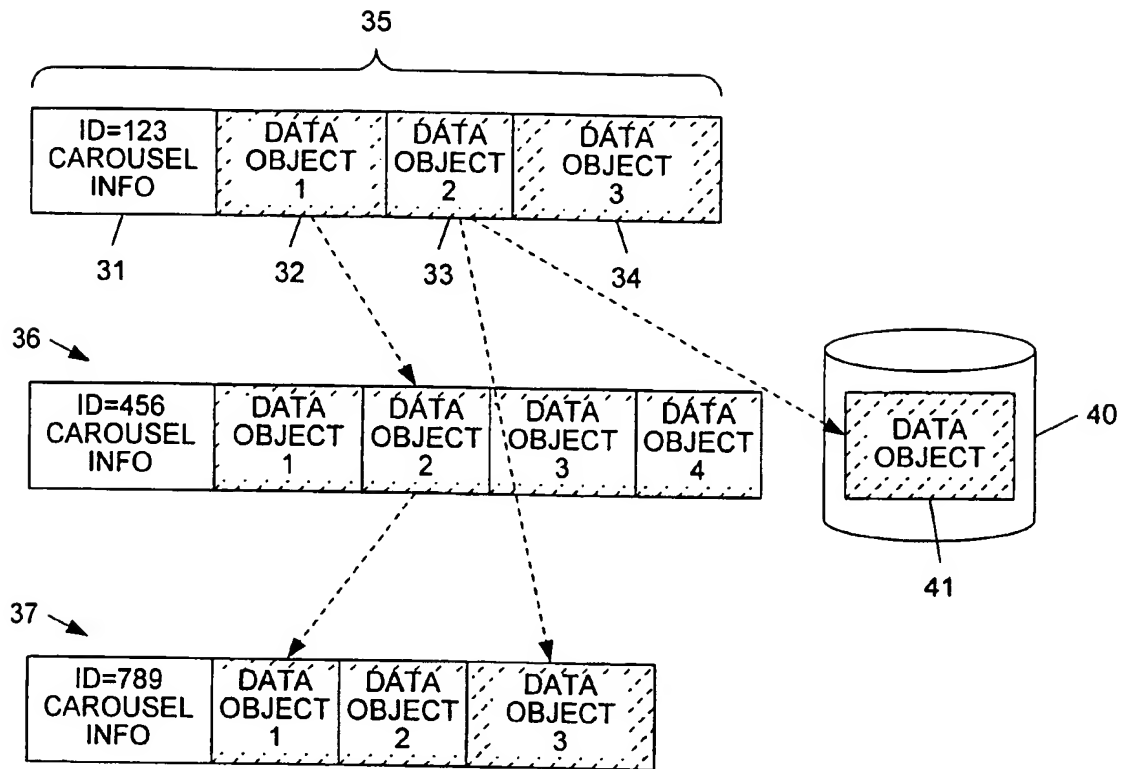 35
ID=123
CAROUSEL
INFO
DATA
OBJECT
1
DATA
OBJECT
2
DATA
OBJECT
3
31
32
33
34
36
ID=456
CAROUSEL
INFO
DATA
OBJECT
1
DATA
OBJECT
2
DATA
OBJECT
3
DATA
OBJECT
4
DATA
OBJECT
40
41
37
ID=789
CAROUSEL
INFO
DATA
OBJECT
1
DATA
OBJECT
2
DATA
OBJECT
3